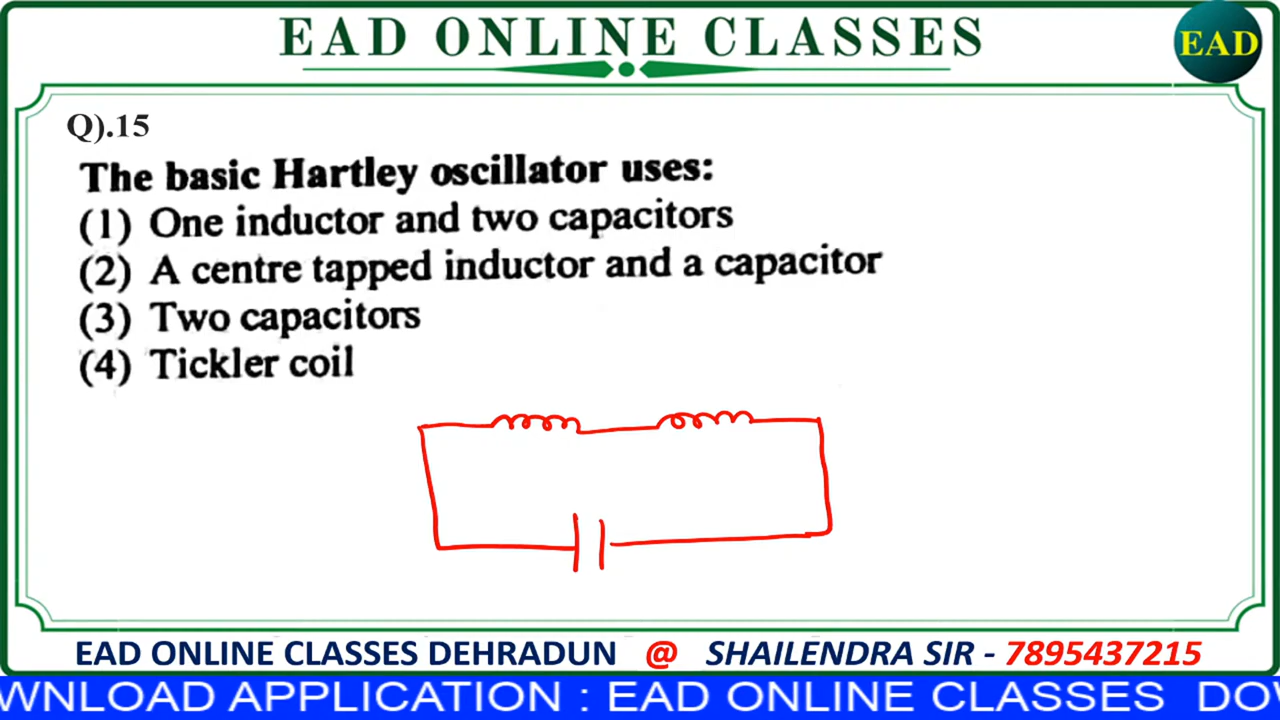 EAD ONLINE CLASSES
EAD
Q).15
The basic Hartley oscillator uses:
(1) One inductor and two capacitors
(2) A centre tapped inductor and a capacitor
(3) Two capacitors
(4) Tickler coil
EAD ONLINE CLASSES DEHRADUN @ SHAILENDRA SIR - 7895437215
WNLOAD APPLICATION : EAD ONLINE CLASSES DO